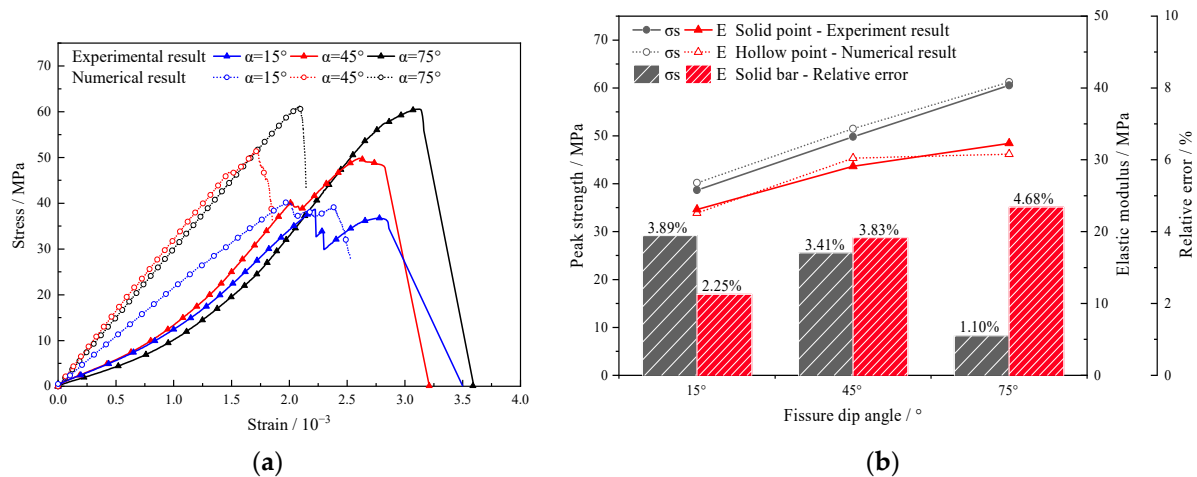 Experimental result α=15° α=45° α=75°
Numerical result α=15° α=45° α=75°
Stress / MPa
70
60
50
40
30
20
10
0
0.0 0.5 1.0 1.5 2.0 2.5 3.0 3.5 4.0
Strain / 10⁻³
(a)
σs E Solid point - Experiment result
σs E Hollow point - Numerical result
σs E Solid bar - Relative error
Peak strength / MPa
70
60
50
40
30
20
10
0
3.89%
2.25%
3.41%
3.83%
1.10%
4.68%
15° 45° 75°
Fissure dip angle / °
50
40
30
20
10
0
Elastic modulus / MPa
10
8
6
4
2
0
Relative error / %
(b)